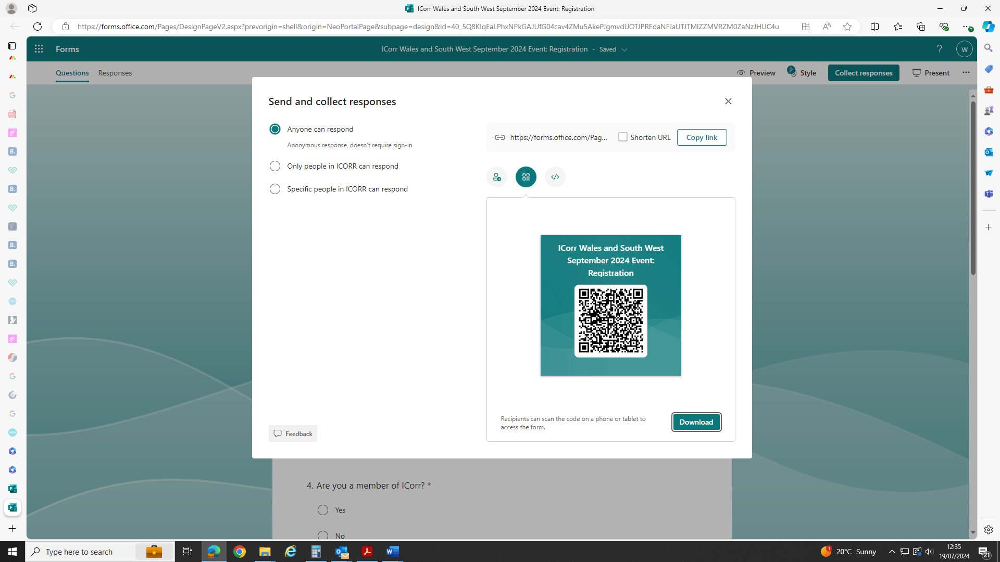 ICorr Wales and South West September 2024 Event: Registration
https://forms.office.com/Pages/DesignPageV2.aspx?prevorigin=shell&origin=NeoPortalPage&subpage=design&id=40_5Q8KIqEaLPhxNPkGAJUfG04cav4ZMu5AkePJgmvdUOTJPRFdaNFJaUTJTMlZZMVRZM0ZaNzJHUC4u
Forms
ICorr Wales and South West September 2024 Event: Registration - Saved
?
W
Questions
Responses
Preview
Style
Collect responses
Present
Send and collect responses
Anyone can respond
Anonymous response, doesn't require sign-in
Only people in ICORR can respond
Specific people in ICORR can respond
https://forms.office.com/Pag...
Shorten URL
Copy link
ICorr Wales and South West
September 2024 Event:
Registration
Recipients can scan the code on a phone or tablet to
access the form.
Download
Feedback
4. Are you a member of ICorr? *
Yes
No
Type here to search
20°C Sunny
12:35
19/07/2024
21